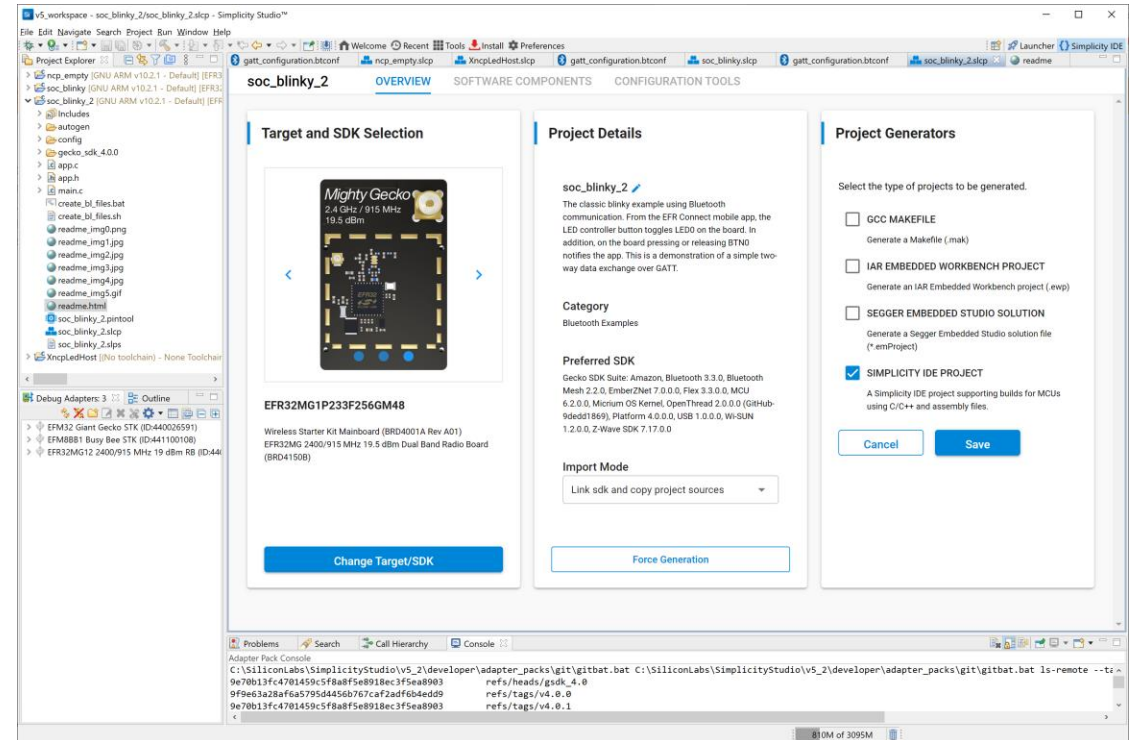 v5_workspace - soc_blinky_2/soc_blinky_2.slcp - Simplicity Studio™
File Edit Navigate Search Project Run Window Help
Welcome Recent Tools Install Preferences
Launcher Simplicity IDE
Project Explorer
ncp_empty [GNU ARM v10.2.1 - Default] [EFR3
soc_blinky [GNU ARM v10.2.1 - Default] [EFR3
soc_blinky_2 [GNU ARM v10.2.1 - Default] [EFR
Includes
autogen
config
gecko_sdk_4.0.0
app.c
app.h
main.c
create_bl_files.bat
create_bl_files.sh
readme_img0.png
readme_img1.jpg
readme_img2.jpg
readme_img3.jpg
readme_img4.jpg
readme_img5.gif
readme.html
soc_blinky_2.pintool
soc_blinky_2.slcp
soc_blinky_2.slps
XncpLedHost [(No toolchain) - None Toolchain
Debug Adapters: 3 Outline
EFM32 Giant Gecko STK (ID:440026591)
EFM8BB1 Busy Bee STK (ID:441100108)
EFR32MG12 2400/915 MHz 19 dBm RB (ID:44
gatt_configuration.btconf ncp_empty.slcp XncpLedHost.slcp gatt_configuration.btconf soc_blinky.slcp gatt_configuration.btconf soc_blinky_2.slcp readme
soc_blinky_2 OVERVIEW SOFTWARE COMPONENTS CONFIGURATION TOOLS
Target and SDK Selection
Mighty Gecko
2.4 GHz / 915 MHz
19.5 dBm
EFR32
EFR32MG1P233F256GM48
Wireless Starter Kit Mainboard (BRD4001A Rev A01)
EFR32MG 2400/915 MHz 19.5 dBm Dual Band Radio Board
(BRD4150B)
Change Target/SDK
Project Details
soc_blinky_2
The classic blinky example using Bluetooth
communication. From the EFR Connect mobile app, the
LED controller button toggles LED0 on the board. In
addition, on the board pressing or releasing BTN0
notifies the app. This is a demonstration of a simple two-
way data exchange over GATT.
Category
Bluetooth Examples
Preferred SDK
Gecko SDK Suite: Amazon, Bluetooth 3.3.0, Bluetooth
Mesh 2.2.0, EmberZNet 7.0.0.0, Flex 3.3.0.0, MCU
6.2.0.0, Micrium OS Kernel, OpenThread 2.0.0.0 (GitHub-
9dedd1869), Platform 4.0.0.0, USB 1.0.0.0, Wi-SUN
1.2.0.0, Z-Wave SDK 7.17.0.0
Import Mode
Link sdk and copy project sources
Force Generation
Project Generators
Select the type of projects to be generated.
GCC MAKEFILE
Generate a Makefile (.mak)
IAR EMBEDDED WORKBENCH PROJECT
Generate an IAR Embedded Workbench project (.ewp)
SEGGER EMBEDDED STUDIO SOLUTION
Generate a Segger Embedded Studio solution file
(*.emProject)
SIMPLICITY IDE PROJECT
A Simplicity IDE project supporting builds for MCUs
using C/C++ and assembly files.
Cancel Save
Problems Search Call Hierarchy Console
Adapter Pack Console
C:\SiliconLabs\SimplicityStudio\v5_2\developer\adapter_packs\git\gitbat.bat C:\SiliconLabs\SimplicityStudio\v5_2\developer\adapter_packs\git\gitbat.bat ls-remote --ta
9e70b13fc4701459c5f8a8f5e8918ec3f5ea8903 refs/heads/gsdk_4.0
9f9e63a28af6a5795d4456b767caf2adf6b4edd9 refs/tags/v4.0.0
9e70b13fc4701459c5f8a8f5e8918ec3f5ea8903 refs/tags/v4.0.1
810M of 3095M